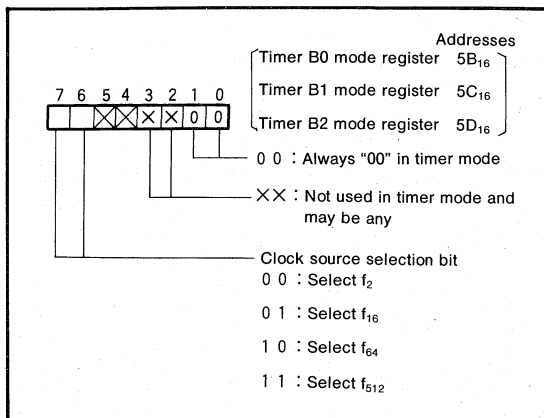 Addresses
Timer B0 mode register 5B₁₆
Timer B1 mode register 5C₁₆
Timer B2 mode register 5D₁₆
7 6 5 4 3 2 1 0
× × × × 0 0
0 0 : Always “00” in timer mode
×× : Not used in timer mode and
may be any
Clock source selection bit
0 0 : Select f₂
0 1 : Select f₁₆
1 0 : Select f₆₄
1 1 : Select f₅₁₂